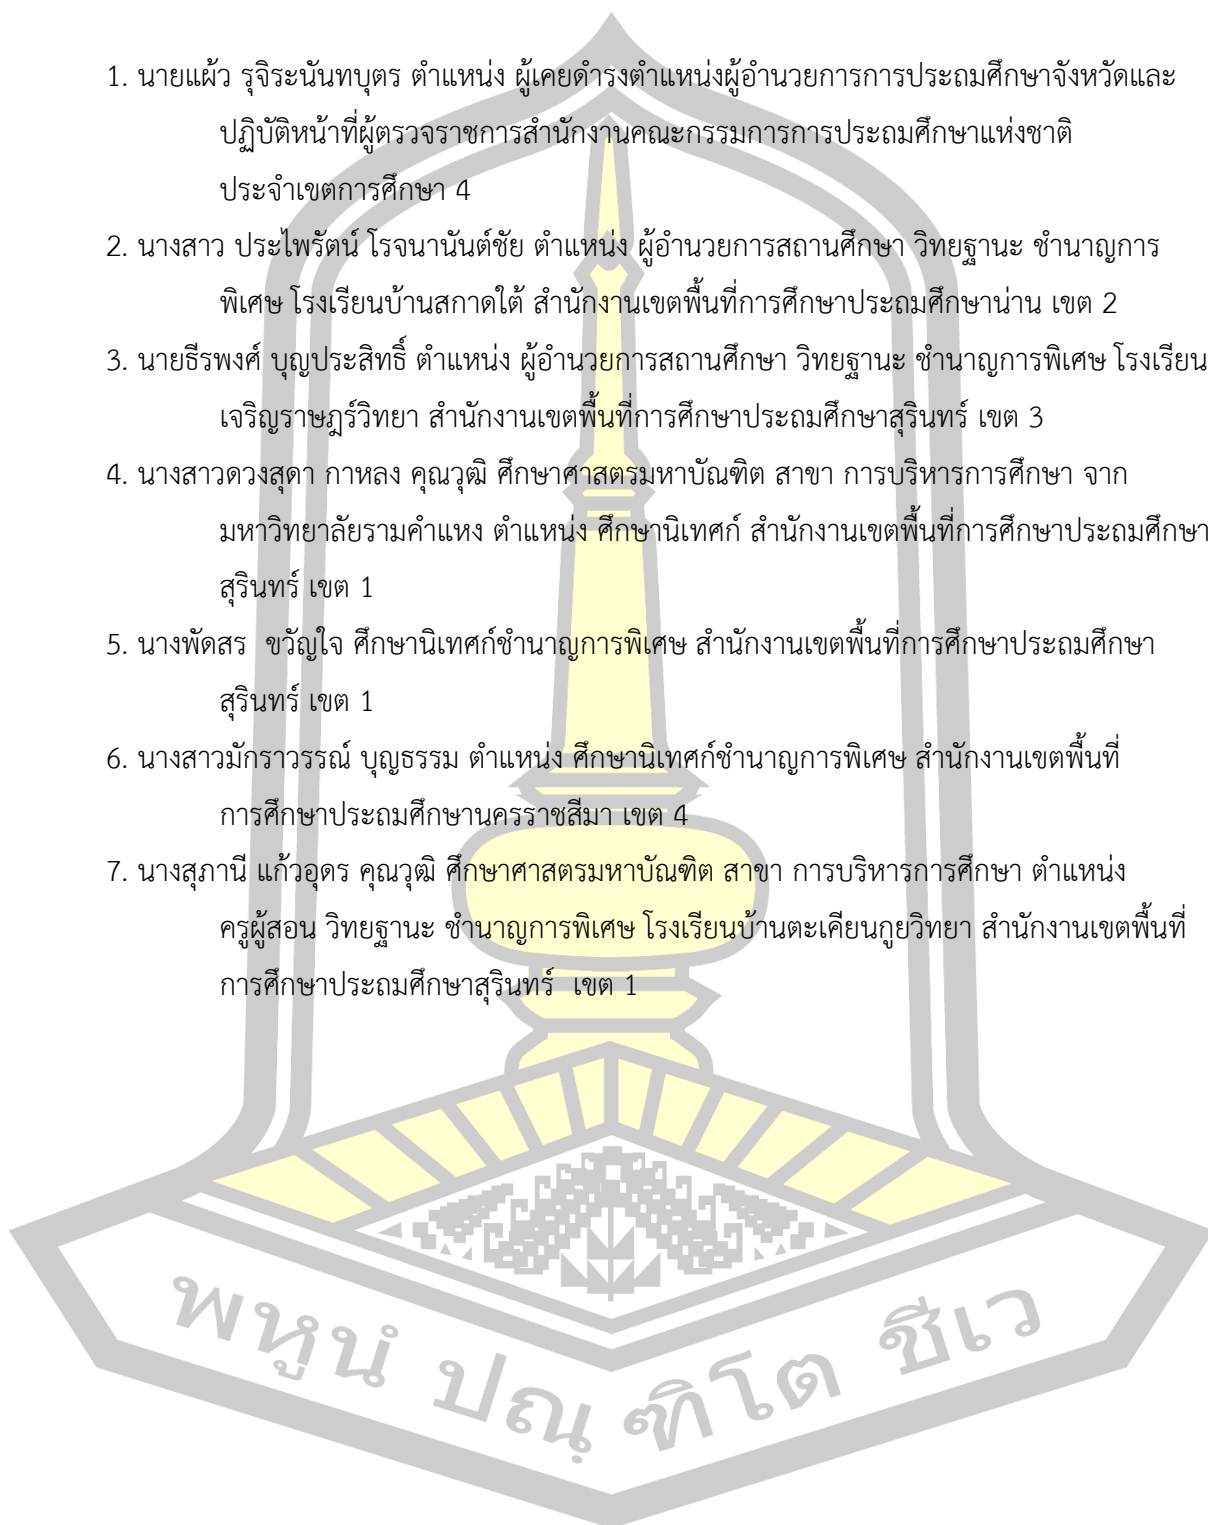 1. นายแผ้ว รุจิระนันทบุตร ตำแหน่ง ผู้เคยดำรงตำแหน่งผู้อำนวยการการประถมศึกษาจังหวัดและ
ปฏิบัติหน้าที่ผู้ตรวจราชการสำนักงานคณะกรรมการการประถมศึกษาแห่งชาติ
ประจำเขตการศึกษา 4
2. นางสาว ประไพรัตน์ โรจนานันต์ชัย ตำแหน่ง ผู้อำนวยการสถานศึกษา วิทยฐานะ ชำนาญการ
พิเศษ โรงเรียนบ้านสกาดใต้ สำนักงานเขตพื้นที่การศึกษาประถมศึกษาน่าน เขต 2
3. นายธีรพงศ์ บุญประสิทธิ์ ตำแหน่ง ผู้อำนวยการสถานศึกษา วิทยฐานะ ชำนาญการพิเศษ โรงเรียน
เจริญราษฎร์วิทยา สำนักงานเขตพื้นที่การศึกษาประถมศึกษาสุรินทร์ เขต 3
4. นางสาวดวงสุดา กาหลง คุณวุฒิ ศึกษาศาสตรมหาบัณฑิต สาขา การบริหารการศึกษา จาก
มหาวิทยาลัยรามคำแหง ตำแหน่ง ศึกษานิเทศก์ สำนักงานเขตพื้นที่การศึกษาประถมศึกษา
สุรินทร์ เขต 1
5. นางพัดสร  ขวัญใจ ศึกษานิเทศก์ชำนาญการพิเศษ สำนักงานเขตพื้นที่การศึกษาประถมศึกษา
สุรินทร์ เขต 1
6. นางสาวมักราวรรณ์ บุญธรรม ตำแหน่ง ศึกษานิเทศก์ชำนาญการพิเศษ สำนักงานเขตพื้นที่
การศึกษาประถมศึกษานครราชสีมา เขต 4
7. นางสุภานี แก้วอุดร คุณวุฒิ ศึกษาศาสตรมหาบัณฑิต สาขา การบริหารการศึกษา ตำแหน่ง
ครูผู้สอน วิทยฐานะ ชำนาญการพิเศษ โรงเรียนบ้านตะเคียนกูยวิทยา สำนักงานเขตพื้นที่
การศึกษาประถมศึกษาสุรินทร์  เขต 1
พหูนํ ปณฺ ฑิโต ชีเว